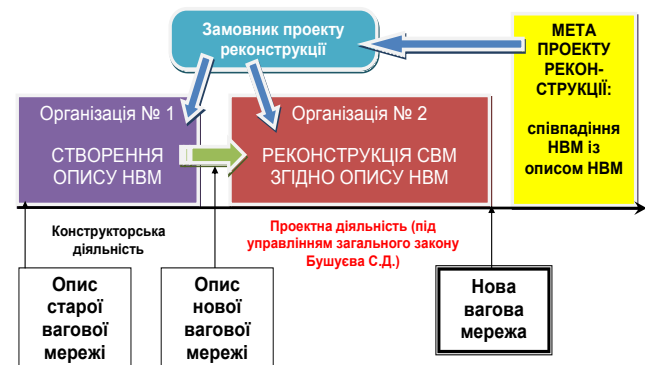 Замовник проекту
реконструкції
МЕТА
ПРОЕКТУ
РЕКОН-
СТРУКЦІЇ:
співпадіння
НВМ із
описом НВМ
Організація № 1
СТВОРЕННЯ
ОПИСУ НВМ
Організація № 2
РЕКОНСТРУКЦІЯ СВМ
ЗГІДНО ОПИСУ НВМ
Конструкторська
діяльність
Проектна діяльність (під
управлінням загального закону
Бушуєва С.Д.)
Опис
старої
вагової
мережі
Опис
нової
вагової
мережі
Нова
вагова
мережа